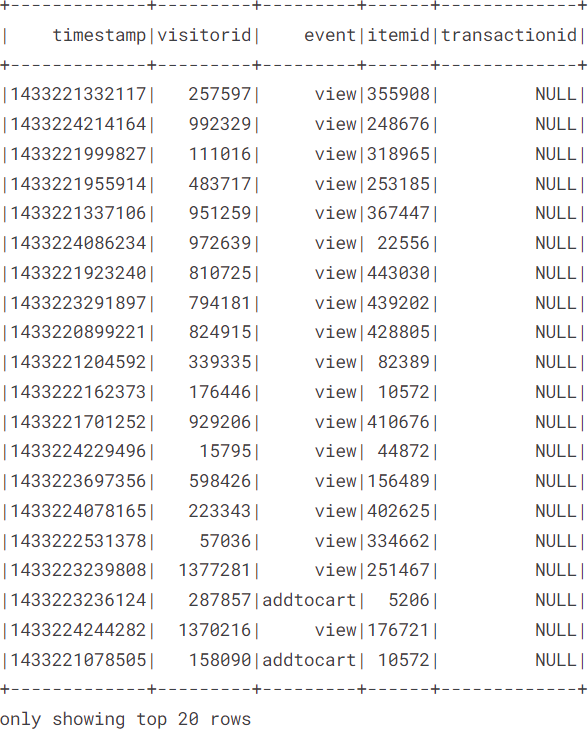 +-------------+---------+---------+------+-------------+
|    timestamp|visitorid|    event|itemid|transactionid|
+-------------+---------+---------+------+-------------+
|1433221332117|   257597|     view|355908|         NULL|
|1433224214164|   992329|     view|248676|         NULL|
|1433221999827|   111016|     view|318965|         NULL|
|1433221955914|   483717|     view|253185|         NULL|
|1433221337106|   951259|     view|367447|         NULL|
|1433224086234|   972639|     view| 22556|         NULL|
|1433221923240|   810725|     view|443030|         NULL|
|1433223291897|   794181|     view|439202|         NULL|
|1433220899221|   824915|     view|428805|         NULL|
|1433221204592|   339335|     view| 82389|         NULL|
|1433222162373|   176446|     view| 10572|         NULL|
|1433221701252|   929206|     view|410676|         NULL|
|1433224229496|    15795|     view| 44872|         NULL|
|1433223697356|   598426|     view|156489|         NULL|
|1433224078165|   223343|     view|402625|         NULL|
|1433222531378|    57036|     view|334662|         NULL|
|1433223239808|  1377281|     view|251467|         NULL|
|1433223236124|   287857|addtocart|  5206|         NULL|
|1433224244282|  1370216|     view|176721|         NULL|
|1433221078505|   158090|addtocart| 10572|         NULL|
+-------------+---------+---------+------+-------------+
only showing top 20 rows